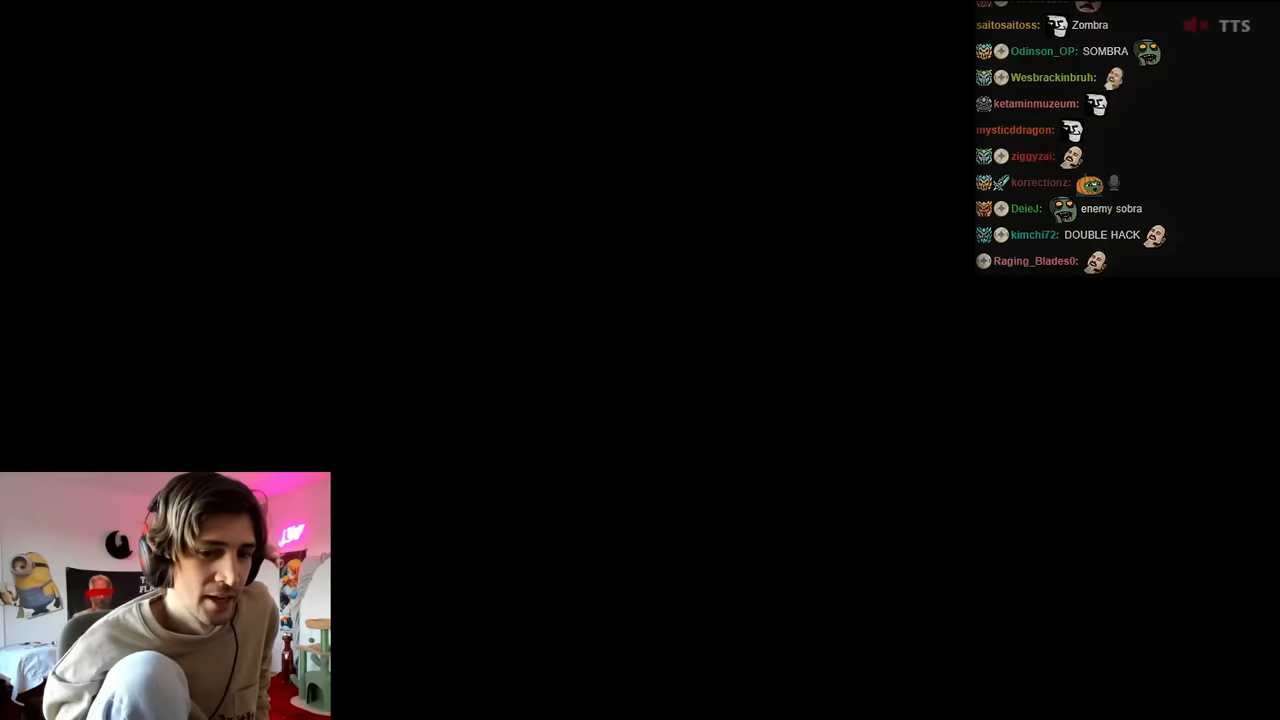 saitosaitoss: Zombra
TTS
Odinson_OP: SOMBRA
Wesbrackinbruh:
ketaminmuzeum:
mysticddragon:
ziggyzai:
korrectionz:
DeieJ: enemy sobra
kimchi72: DOUBLE HACK
Raging_Blades0: